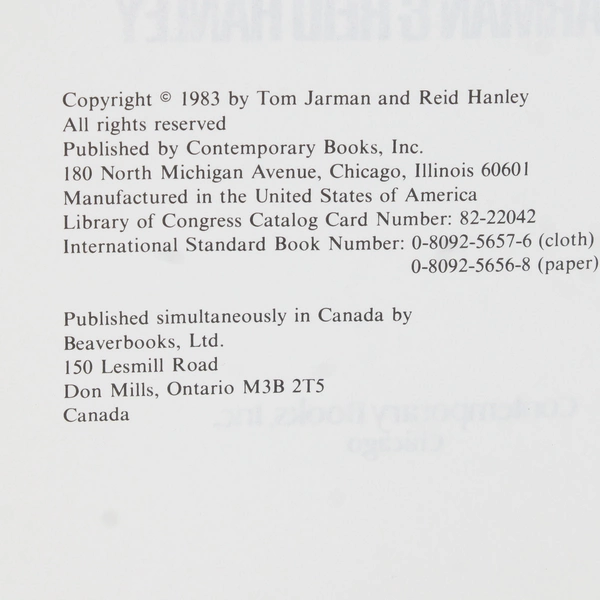 Copyright © 1983 by Tom Jarman and Reid Hanley
All rights reserved
Published by Contemporary Books, Inc.
180 North Michigan Avenue, Chicago, Illinois 60601
Manufactured in the United States of America
Library of Congress Catalog Card Number: 82-22042
International Standard Book Number: 0-8092-5657-6 (cloth)
0-8092-5656-8 (paper)
Published simultaneously in Canada by
Beaverbooks, Ltd.
150 Lesmill Road
Don Mills, Ontario M3B 2T5
Canada